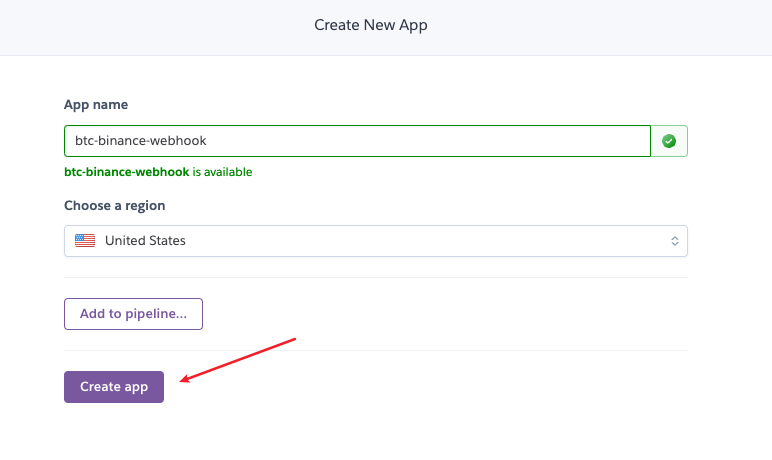 Create New App
App name
btc-binance-webhook
btc-binance-webhook is available
Choose a region
United States
Add to pipeline...
Create app